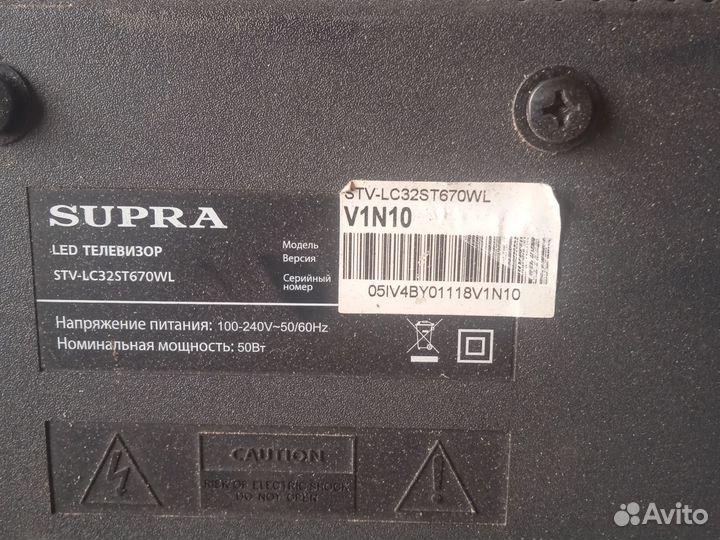 SUPRA
LED ТЕЛЕВИЗОР
STV-LC32ST670WL
Модель
Версия
Серийный
номер
STV-LC32ST670WL
V1N10
05IV4BY01118V1N10
Напряжение питания: 100-240V~50/60Hz
Номинальная мощность: 50Вт
CAUTION
RISK OF ELECTRIC SHOCK
DO NOT OPEN
Avito